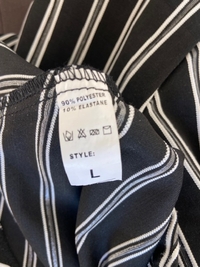 90% POLYESTER
10% ELASTANE
STYLE:
L